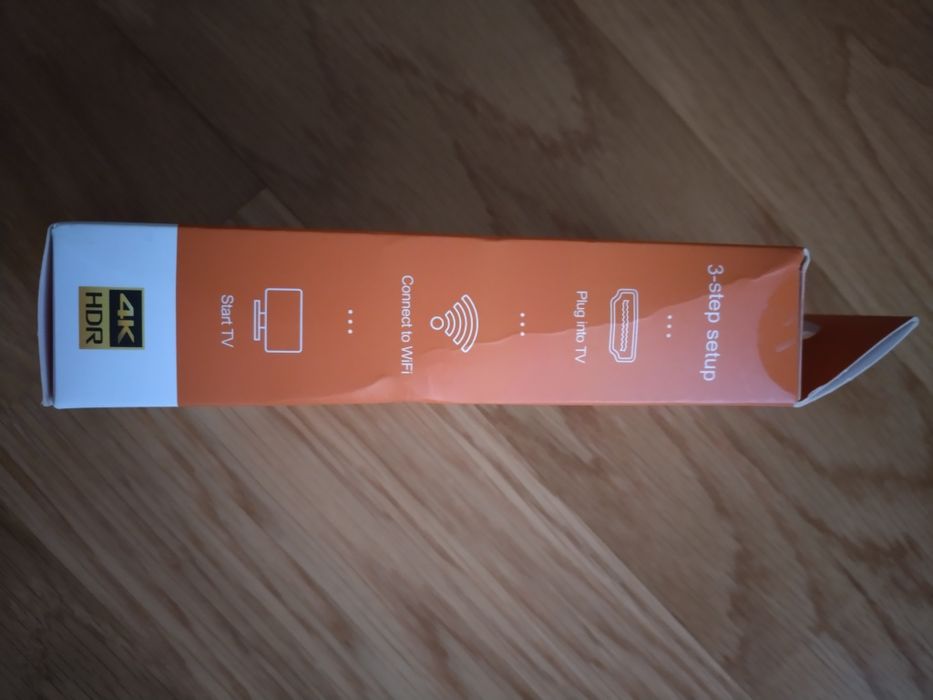 3-step setup
Plug into TV
Connect to WiFi
Start TV
4K
HDR